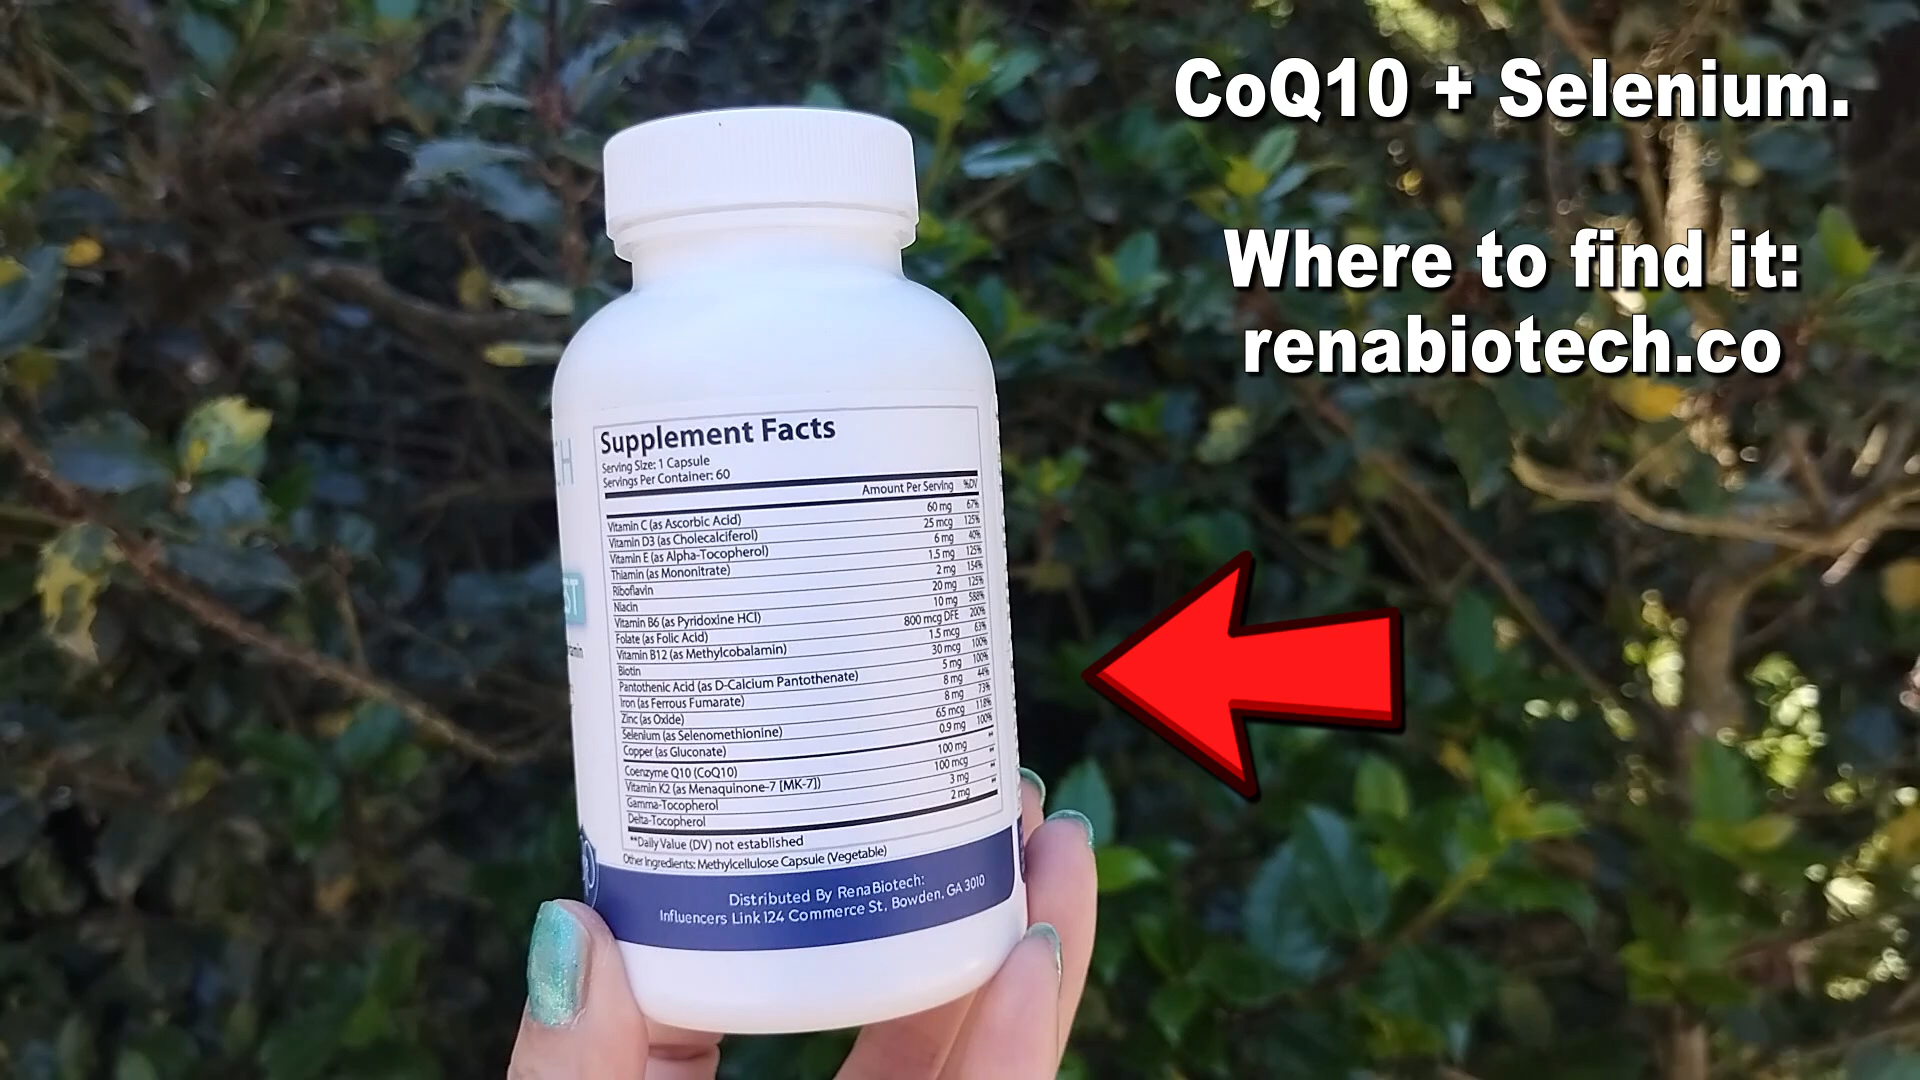 CoQ10 + Selenium.
Where to find it:
renabiotech.co
Supplement Facts
Serving Size: 1 Capsule
Servings Per Container: 60
Amount Per Serving %DV
Vitamin C (as Ascorbic Acid) 60 mg 67%
Vitamin D3 (as Cholecalciferol) 25 mcg 125%
Vitamin E (as Alpha-Tocopherol) 6 mg 40%
Thiamin (as Mononitrate) 1.5 mg 125%
Riboflavin 2 mg 154%
Niacin 20 mg 125%
Vitamin B6 (as Pyridoxine HCl) 10 mg 588%
Folate (as Folic Acid) 800 mcg DFE 200%
Vitamin B12 (as Methylcobalamin) 1.5 mcg 63%
Biotin 30 mcg 100%
Pantothenic Acid (as D-Calcium Pantothenate) 5 mg 100%
Iron (as Ferrous Fumarate) 8 mg 44%
Zinc (as Oxide) 8 mg 73%
Selenium (as Selenomethionine) 65 mcg 118%
Copper (as Gluconate) 0.9 mg 100%
Coenzyme Q10 (CoQ10) 100 mg **
Vitamin K2 (as Menaquinone-7 [MK-7]) 100 mcg **
Gamma-Tocopherol 3 mg **
Delta-Tocopherol 2 mg **
**Daily Value (DV) not established
Other Ingredients: Methylcellulose Capsule (Vegetable)
Distributed By RenaBiotech:
Influencers Link 124 Commerce St, Bowden, GA 3010